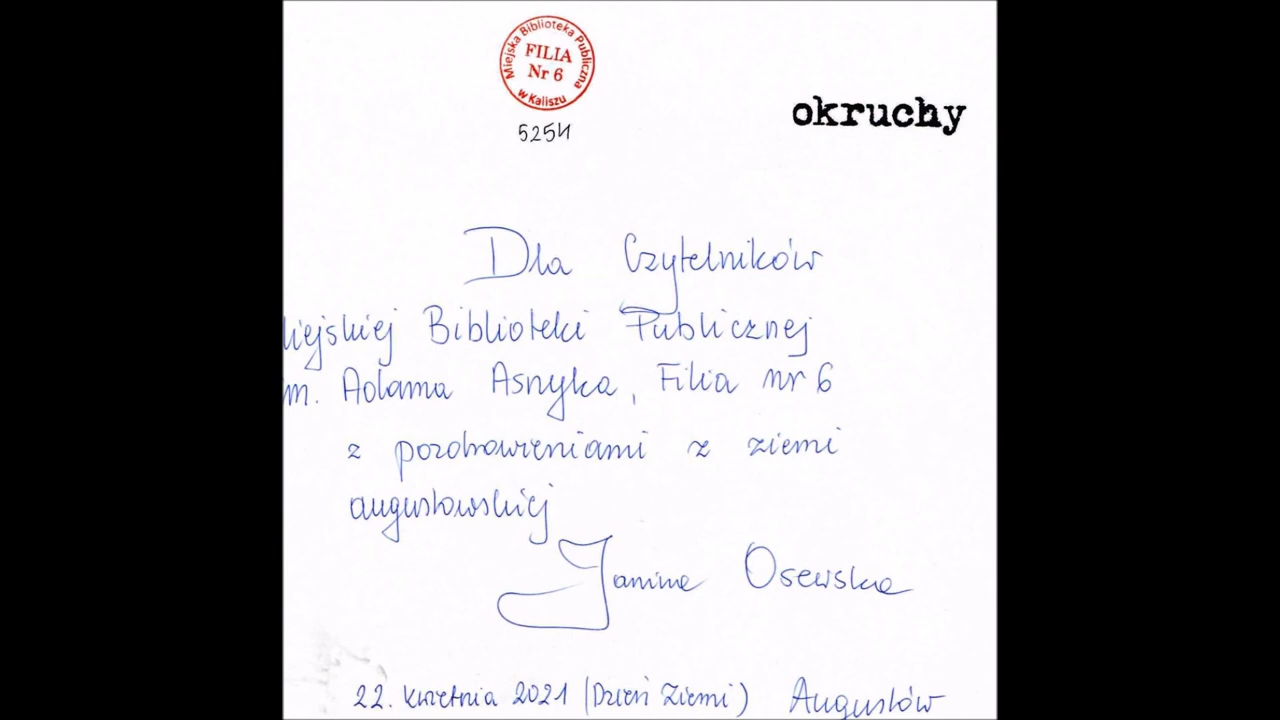 Miejska Biblioteka Publiczna
FILIA
Nr 6
w Kaliszu
5254
okruchy
Dla Czytelników
iejskiej Biblioteki Publicznej
m. Adama Asnyka, Filia nr 6
z pozdrowieniami z ziemi
augustowskiej
Janina Osewska
22. kwietnia 2021 (Dzień Ziemi) Augustów